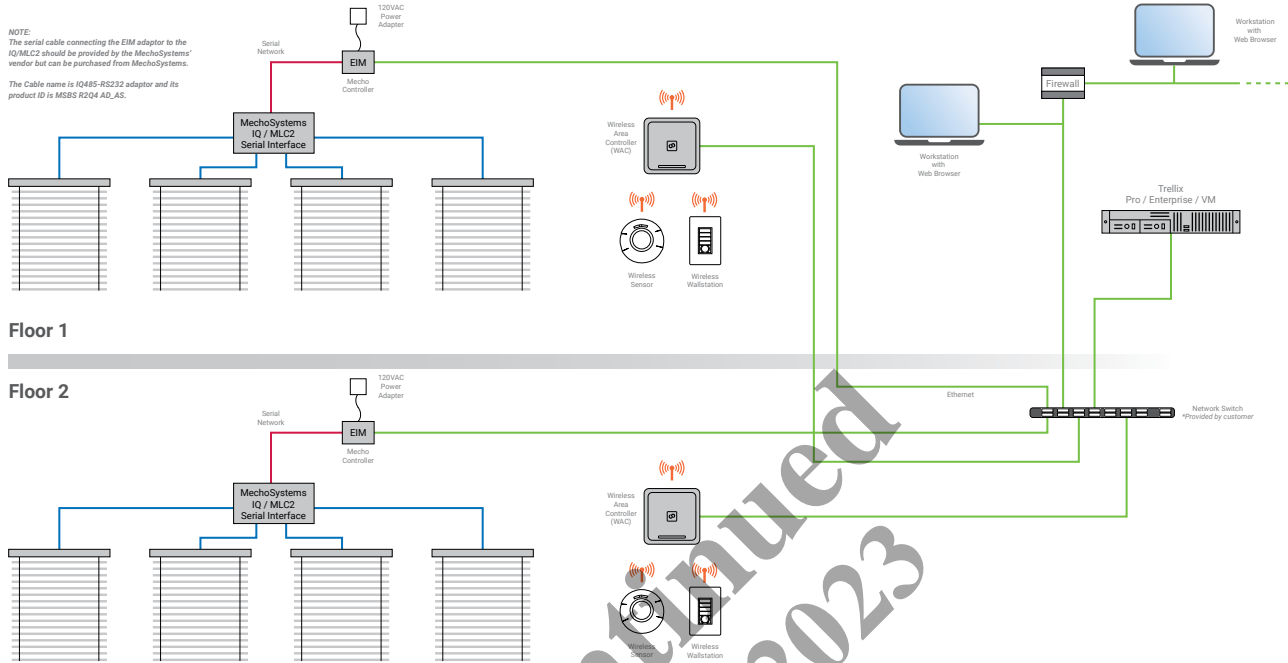 NOTE:
The serial cable connecting the EIM adaptor to the
IQ/MLC2 should be provided by the MechoSystems'
vendor but can be purchased from MechoSystems.
The Cable name is IQ485-RS232 adaptor and its
product ID is MSBS R2Q4 AD_AS.
120VAC
Power
Adapter
Serial
Network
EIM
Mecho
Controller
MechoSystems
IQ / MLC2
Serial Interface
Wireless
Area
Controller
(WAC)
Wireless
Sensor
Wireless
Wallstation
Workstation
with
Web Browser
Firewall
Workstation
with
Web Browser
Trellix
Pro / Enterprise / VM
Floor 1
Floor 2
120VAC
Power
Adapter
Serial
Network
EIM
Mecho
Controller
MechoSystems
IQ / MLC2
Serial Interface
Ethernet
Network Switch
*Provided by customer
Wireless
Area
Controller
(WAC)
Wireless
Sensor
Wireless
Wallstation
tinued
2023